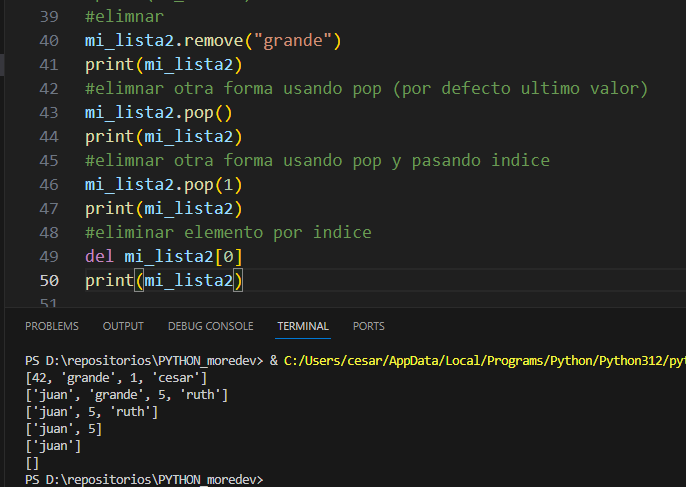 39 #elimnar
40 mi_lista2.remove("grande")
41 print(mi_lista2)
42 #elimnar otra forma usando pop (por defecto ultimo valor)
43 mi_lista2.pop()
44 print(mi_lista2)
45 #elimnar otra forma usando pop y pasando indice
46 mi_lista2.pop(1)
47 print(mi_lista2)
48 #eliminar elemento por indice
49 del mi_lista2[0]
50 print(mi_lista2)
51
PROBLEMS OUTPUT DEBUG CONSOLE TERMINAL PORTS
PS D:\repositorios\PYTHON_moredev> & C:/Users/cesar/AppData/Local/Programs/Python/Python312/py
[42, 'grande', 1, 'cesar']
['juan', 'grande', 5, 'ruth']
['juan', 5, 'ruth']
['juan', 5]
['juan']
[]
PS D:\repositorios\PYTHON_moredev>